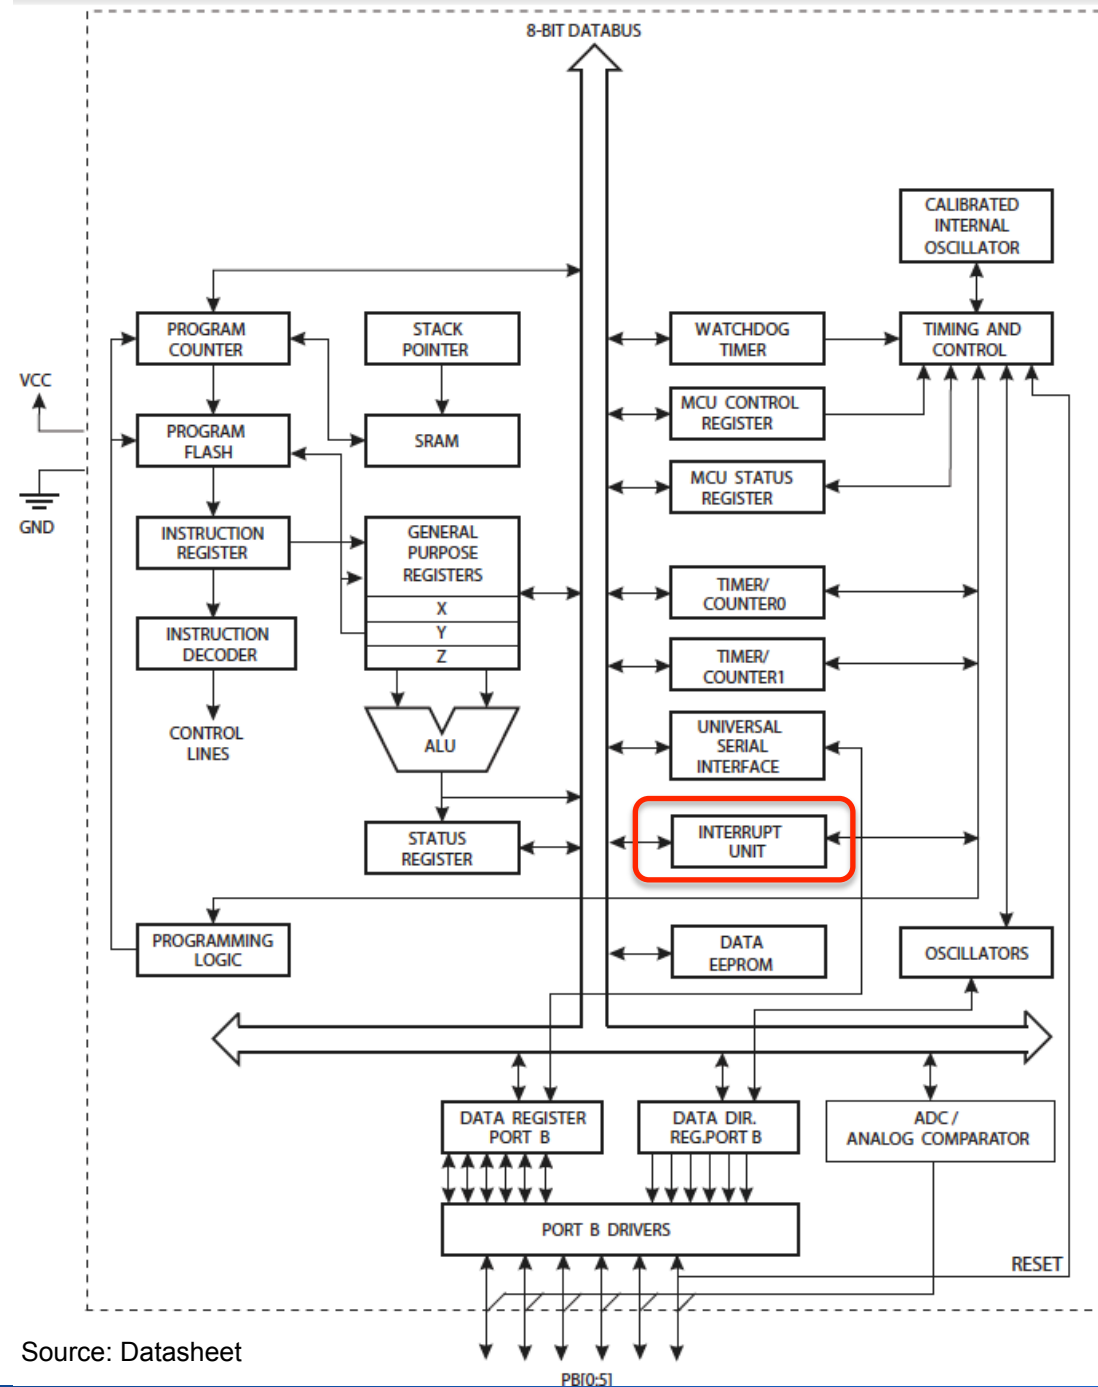 8-BIT DATABUS
CALIBRATED
INTERNAL
OSCILLATOR
PROGRAM
COUNTER
STACK
POINTER
WATCHDOG
TIMER
TIMING AND
CONTROL
VCC
PROGRAM
FLASH
SRAM
MCU CONTROL
REGISTER
MCU STATUS
REGISTER
GND
INSTRUCTION
REGISTER
GENERAL
PURPOSE
REGISTERS
X
Y
Z
TIMER/
COUNTER0
INSTRUCTION
DECODER
TIMER/
COUNTER1
CONTROL
LINES
ALU
UNIVERSAL
SERIAL
INTERFACE
STATUS
REGISTER
INTERRUPT
UNIT
PROGRAMMING
LOGIC
DATA
EEPROM
OSCILLATORS
DATA REGISTER
PORT B
DATA DIR.
REG.PORT B
ADC /
ANALOG COMPARATOR
PORT B DRIVERS
RESET
Source: Datasheet
PB[0:5]